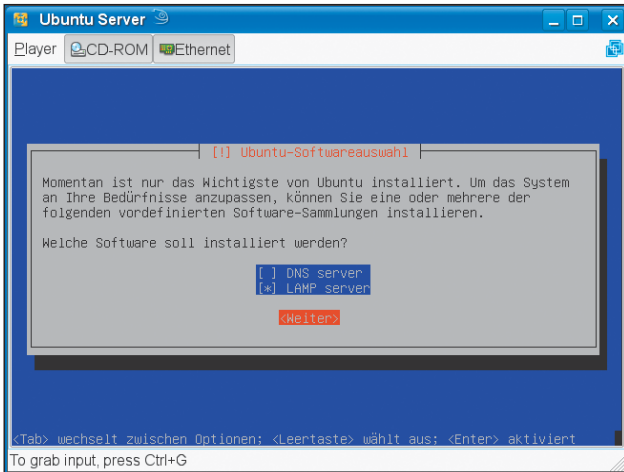 Ubuntu Server
Player CD-ROM Ethernet
[!] Ubuntu-Softwareauswahl
Momentan ist nur das Wichtigste von Ubuntu installiert. Um das System
an Ihre Bedürfnisse anzupassen, können Sie eine oder mehrere der
folgenden vordefinierten Software-Sammlungen installieren.
Welche Software soll installiert werden?
[ ] DNS server
[*] LAMP server
<Weiter>
<Tab> wechselt zwischen Optionen; <Leertaste> wählt aus; <Enter> aktiviert
To grab input, press Ctrl+G